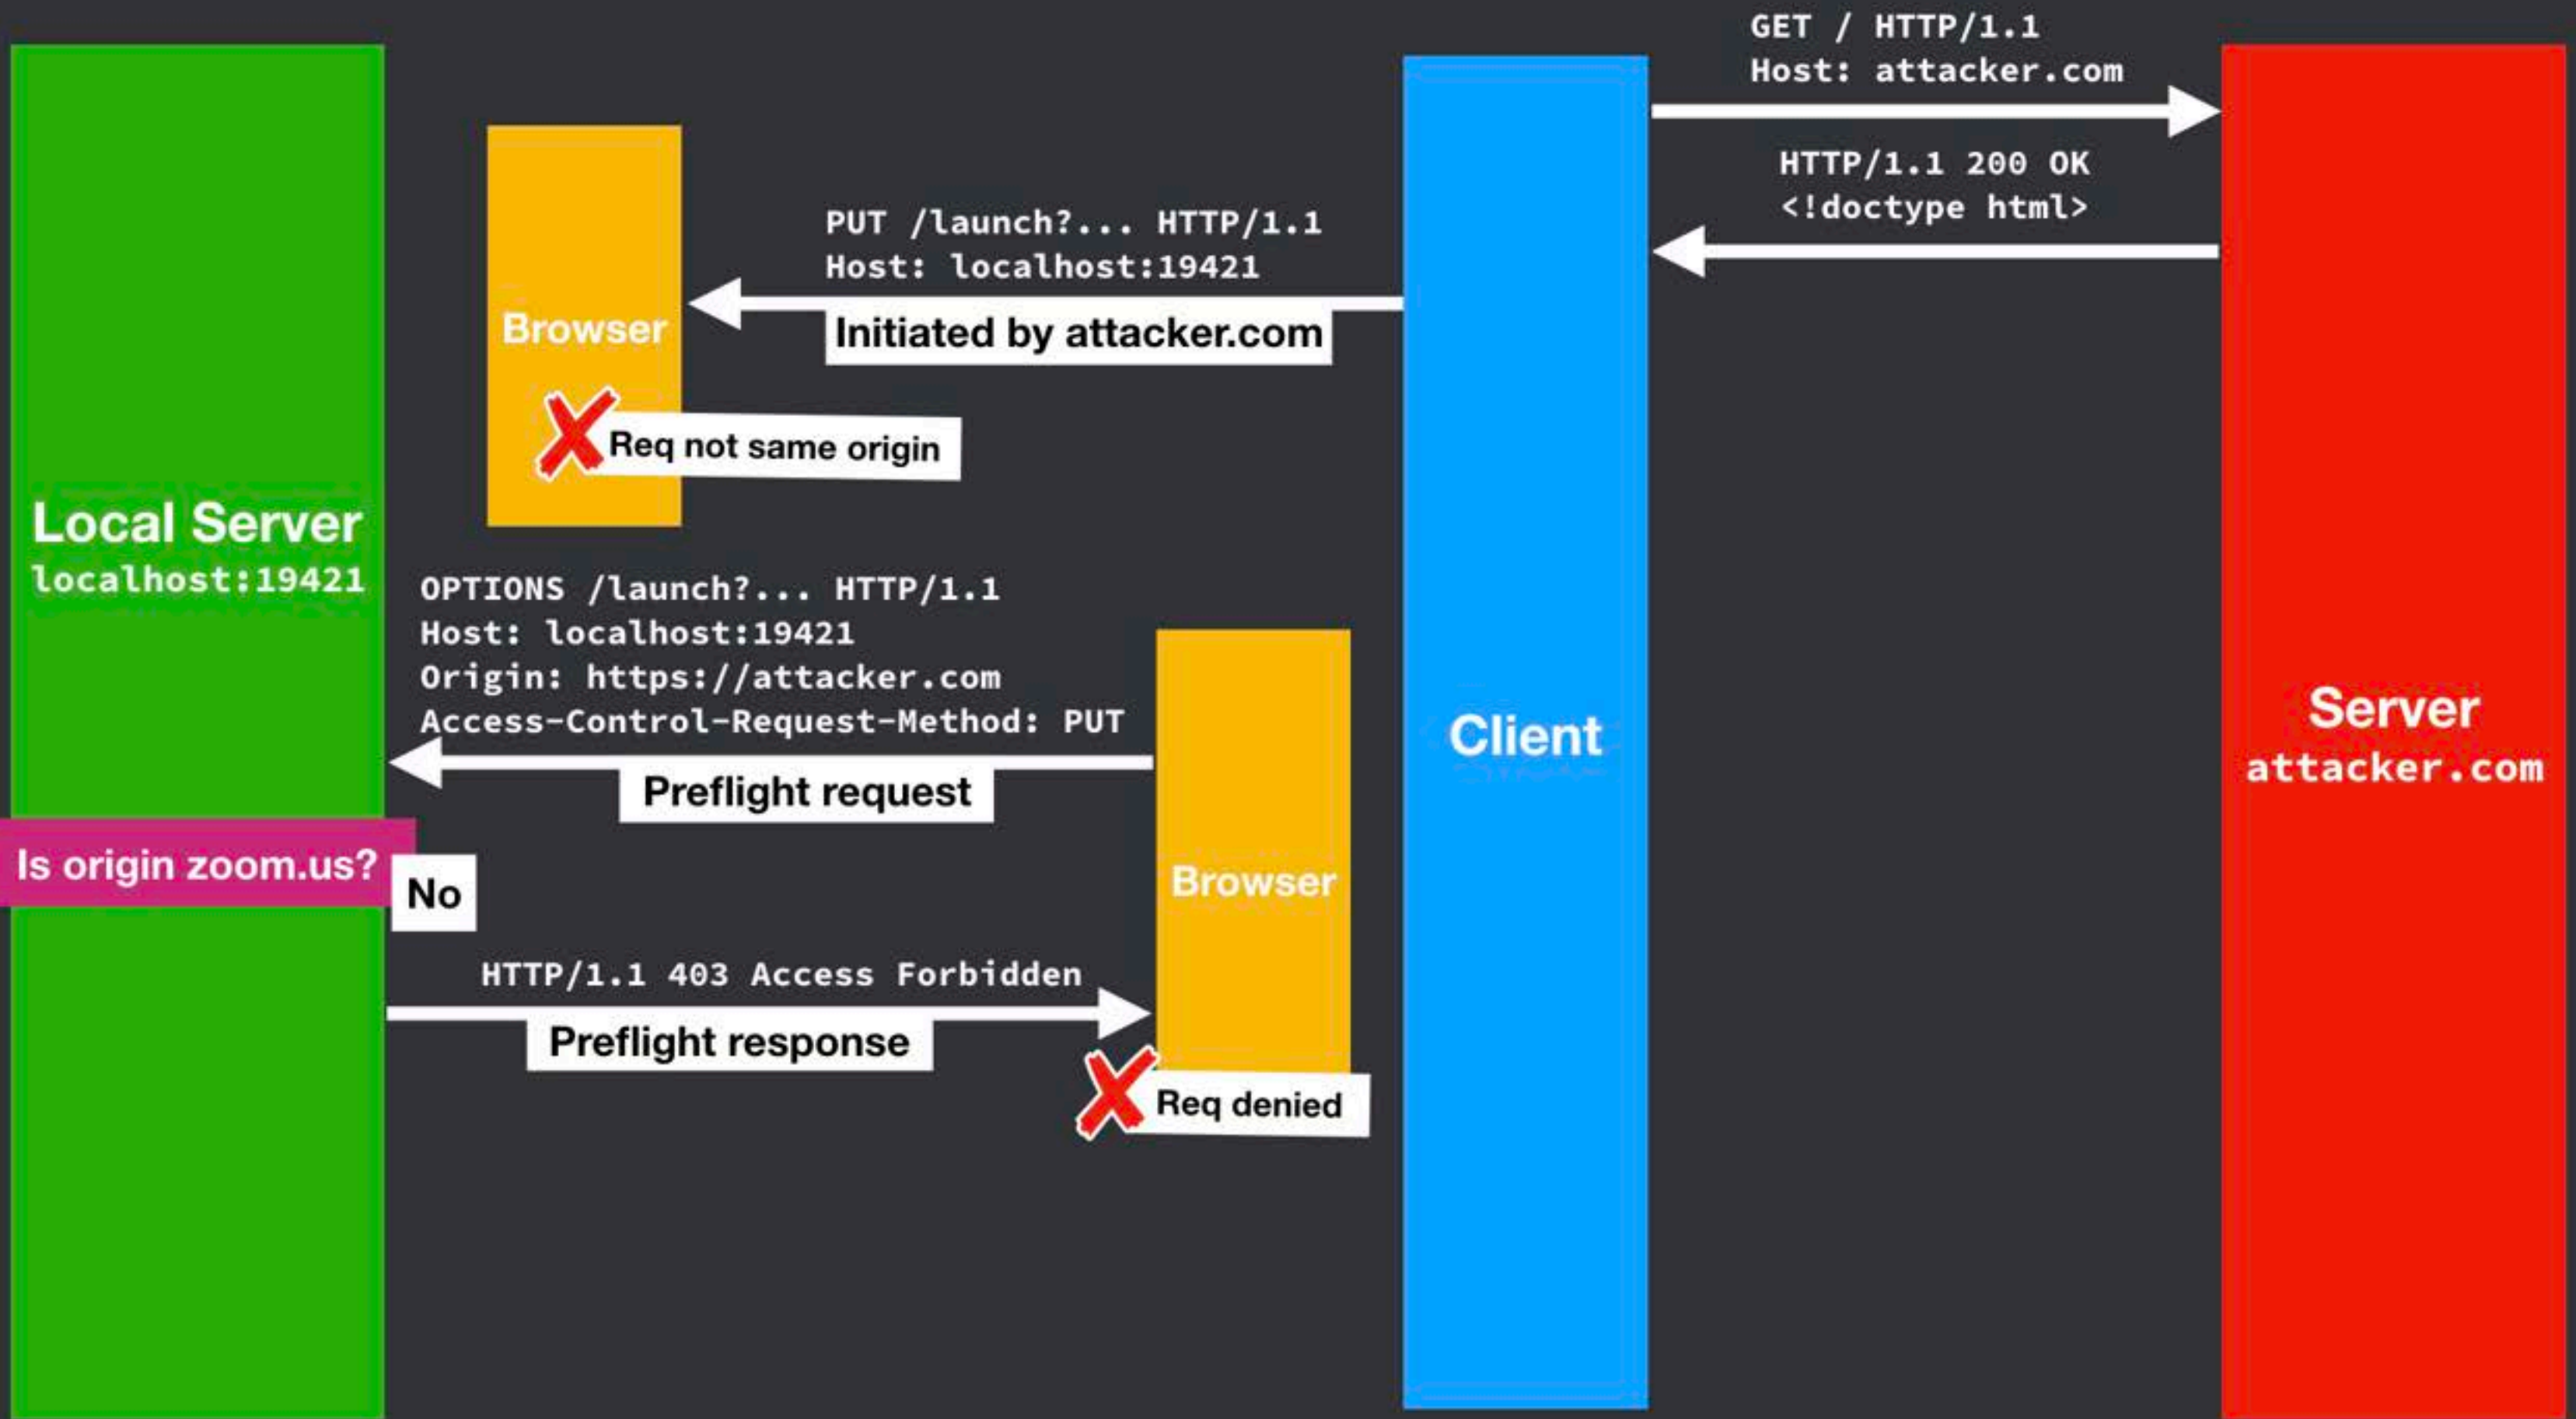 GET / HTTP/1.1
Host: attacker.com
HTTP/1.1 200 OK
<!doctype html>
PUT /launch?... HTTP/1.1
Host: localhost:19421
Initiated by attacker.com
Browser
Req not same origin
Local Server
localhost:19421
OPTIONS /launch?... HTTP/1.1
Host: localhost:19421
Origin: https://attacker.com
Access-Control-Request-Method: PUT
Preflight request
Client
Server
attacker.com
Is origin zoom.us?
No
Browser
HTTP/1.1 403 Access Forbidden
Preflight response
Req denied